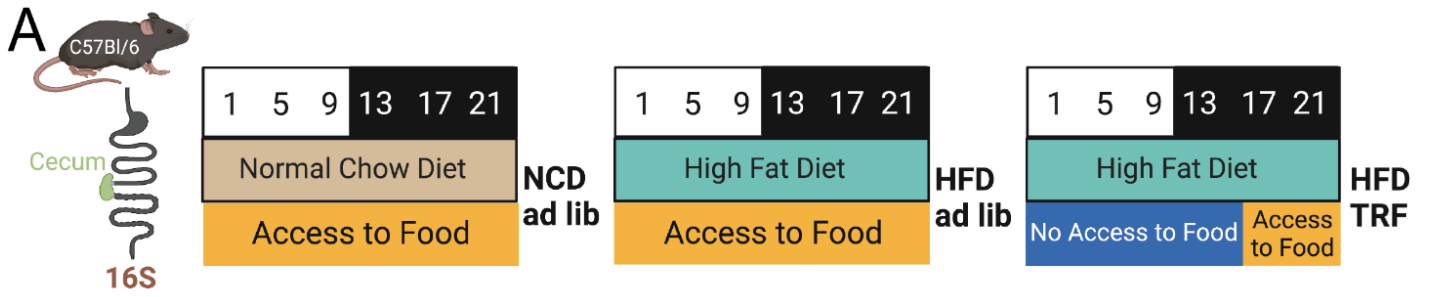 A
C57Bl/6
Cecum
16S
1 5 9 13 17 21
Normal Chow Diet
Access to Food
NCD
ad lib
1 5 9 13 17 21
High Fat Diet
Access to Food
HFD
ad lib
1 5 9 13 17 21
High Fat Diet
No Access to Food
Access
to Food
HFD
TRF